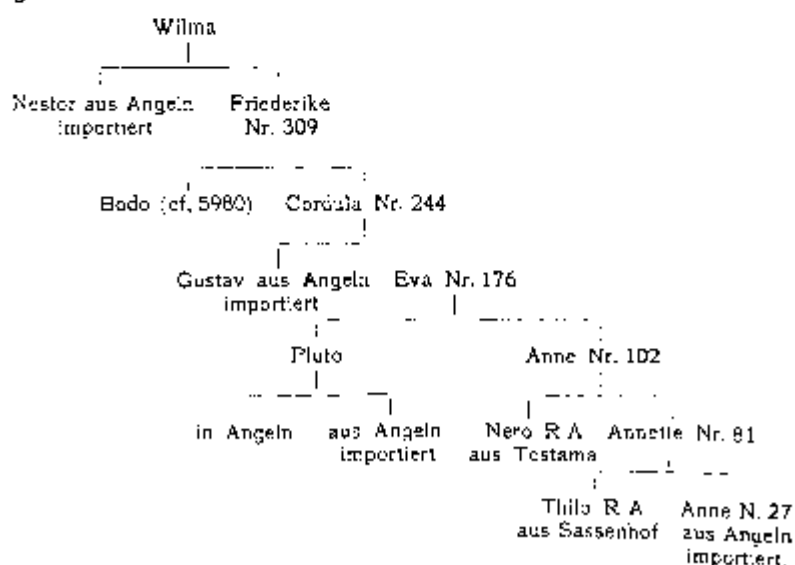 Wilma
Nestor aus Angeln Friederike
importiert Nr. 309
Bodo (cf. 5980) Cordula Nr. 244
Gustav aus Angeln Eva Nr. 176
importiert
Pluto Anne Nr. 102
in Angeln aus Angeln Nero R A Annette Nr. 81
importiert aus Testama
Thilo R A Anne N. 27
aus Sassenhof aus Angeln
importiert.